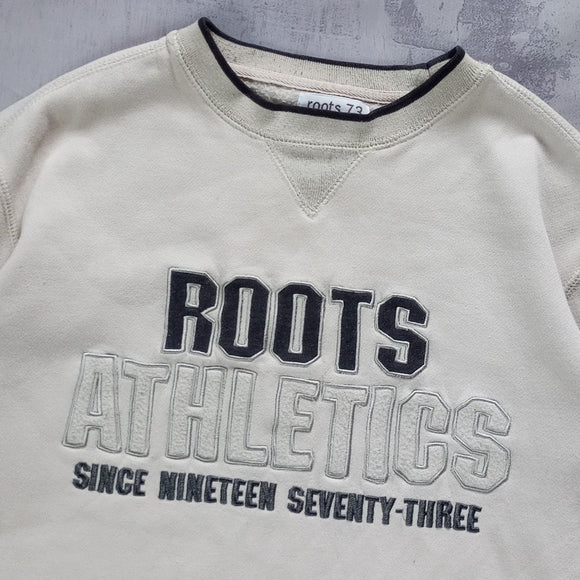 roots 73
ROOTS
ATHLETICS
SINCE NINETEEN SEVENTY-THREE